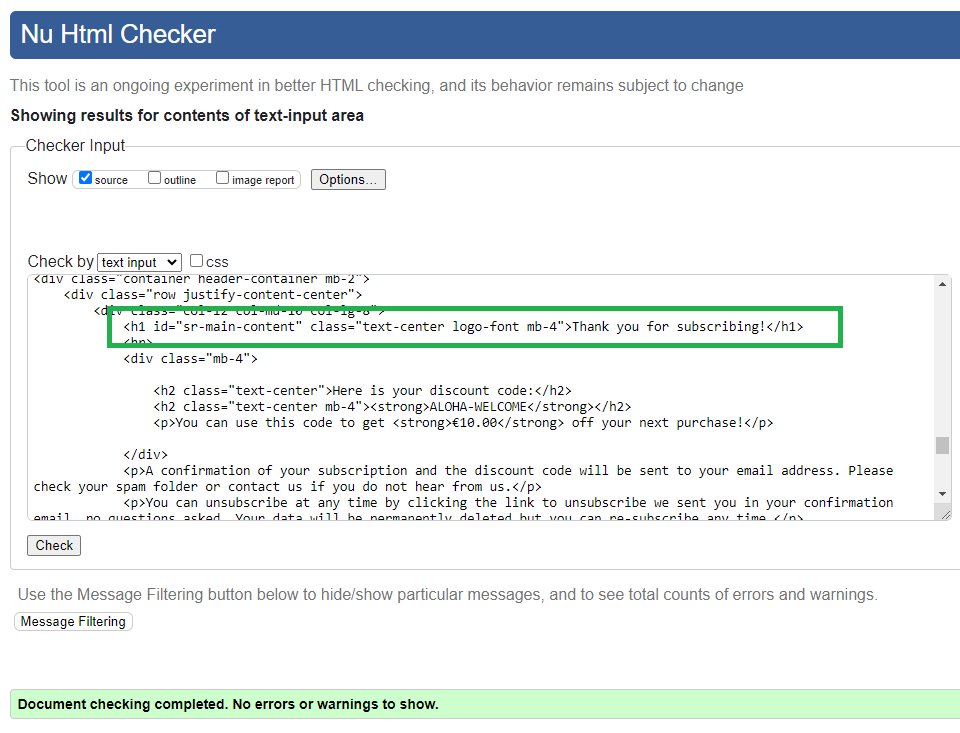 Nu Html Checker
This tool is an ongoing experiment in better HTML checking, and its behavior remains subject to change
Showing results for contents of text-input area
Checker Input
Show source outline image report Options...
Check by text input css
<div class="container header-container mb-2">
<div class="row justify-content-center">
<div class="col-12 col-md-10 col-lg-8">
<h1 id="sr-main-content" class="text-center logo-font mb-4">Thank you for subscribing!</h1>
<div class="mb-4">
<h2 class="text-center">Here is your discount code:</h2>
<h2 class="text-center mb-4"><strong>ALOHA-WELCOME</strong></h2>
<p>You can use this code to get <strong>€10.00</strong> off your next purchase!</p>
</div>
<p>A confirmation of your subscription and the discount code will be sent to your email address. Please
check your spam folder or contact us if you do not hear from us.</p>
<p>You can unsubscribe at any time by clicking the link to unsubscribe we sent you in your confirmation
email, no questions asked. Your data will be permanently deleted but you can re-subscribe any time.</p>
Check
Use the Message Filtering button below to hide/show particular messages, and to see total counts of errors and warnings.
Message Filtering
Document checking completed. No errors or warnings to show.